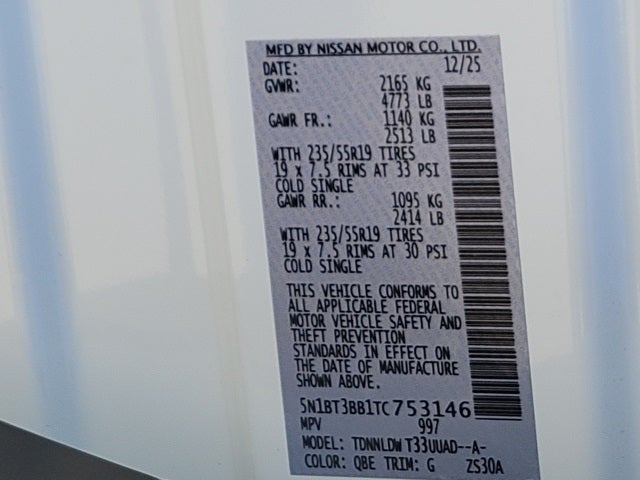 MFD BY NISSAN MOTOR CO., LTD.
DATE: 12/25
GVWR: 2165 KG
4773 LB
GAWR FR.: 1140 KG
2513 LB
WITH 235/55R19 TIRES
19 x 7.5 RIMS AT 33 PSI
COLD SINGLE
GAWR RR.: 1095 KG
2414 LB
WITH 235/55R19 TIRES
19 x 7.5 RIMS AT 30 PSI
COLD SINGLE
THIS VEHICLE CONFORMS TO
ALL APPLICABLE FEDERAL
MOTOR VEHICLE SAFETY AND
THEFT PREVENTION
STANDARDS IN EFFECT ON
THE DATE OF MANUFACTURE
SHOWN ABOVE.
5N1BT3BB1TC753146
MPV 997
MODEL: TDNNLDW T33UUAD--A-
COLOR: QBE TRIM: G ZS30A